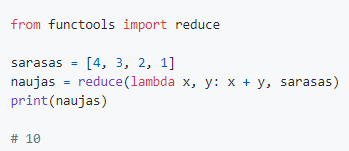 from functools import reduce
sarasas = [4, 3, 2, 1]
naujas = reduce(lambda x, y: x + y, sarasas)
print(naujas)
# 10